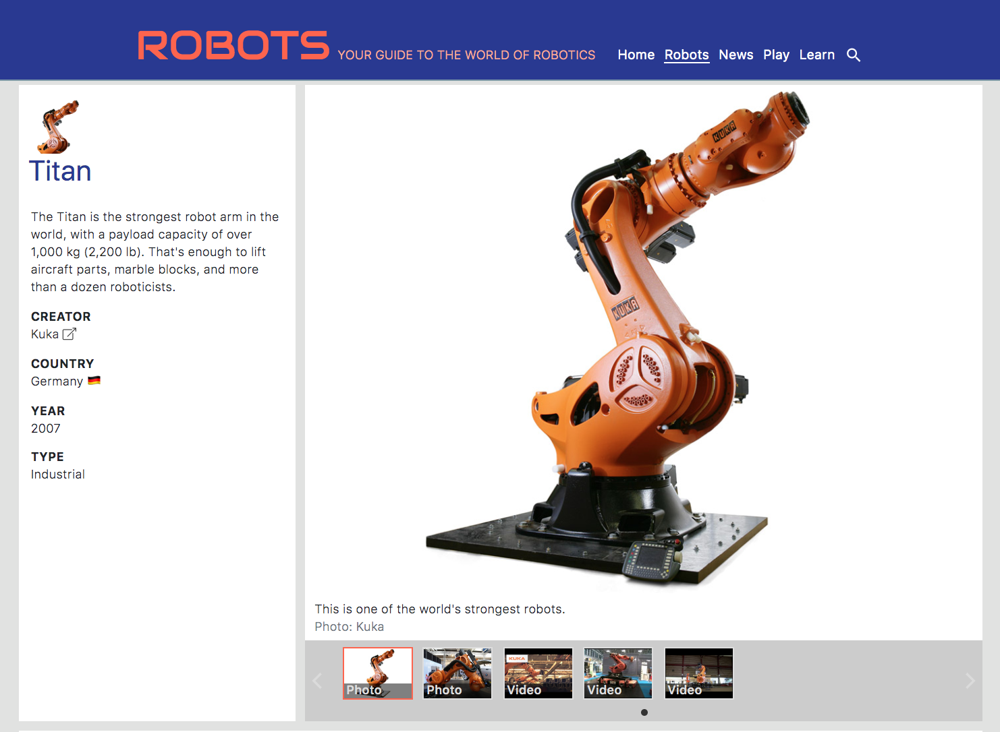 ROBOTS YOUR GUIDE TO THE WORLD OF ROBOTICS Home Robots News Play Learn
Titan
The Titan is the strongest robot arm in the
world, with a payload capacity of over
1,000 kg (2,200 lb). That's enough to lift
aircraft parts, marble blocks, and more
than a dozen roboticists.
CREATOR
Kuka
COUNTRY
Germany
YEAR
2007
TYPE
Industrial
KUKA
KUKA
This is one of the world's strongest robots.
Photo: Kuka
KUKA
Photo Photo Video Video Video